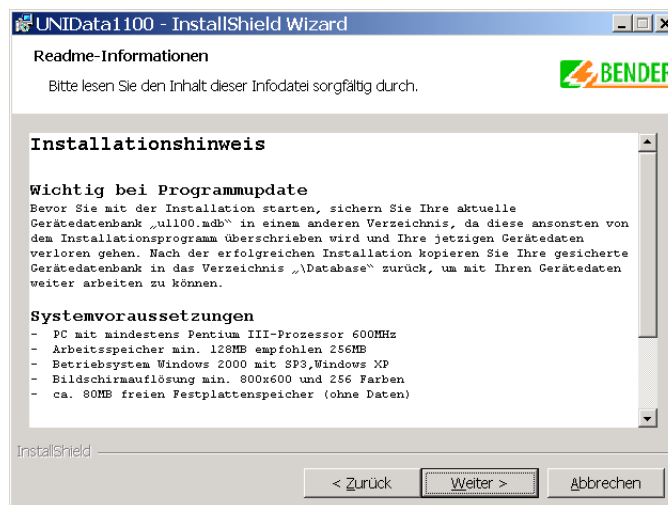 UNIData1100 - InstallShield Wizard
Readme-Informationen
Bitte lesen Sie den Inhalt dieser Infodatei sorgfältig durch.
BENDER
Installationshinweis
Wichtig bei Programmupdate
Bevor Sie mit der Installation starten, sichern Sie Ihre aktuelle
Gerätedatenbank „ul100.mdb“ in einem anderen Verzeichnis, da diese ansonsten von
dem Installationsprogramm überschrieben wird und Ihre jetzigen Gerätedaten
verloren gehen. Nach der erfolgreichen Installation kopieren Sie Ihre gesicherte
Gerätedatenbank in das Verzeichnis „\Database“ zurück, um mit Ihren Gerätedaten
weiter arbeiten zu können.
Systemvoraussetzungen
- PC mit mindestens Pentium III-Prozessor 600MHz
- Arbeitsspeicher min. 128MB empfohlen 256MB
- Betriebsystem Windows 2000 mit SP3,Windows XP
- Bildschirmauflösung min. 800x600 und 256 Farben
- ca. 80MB freien Festplattenspeicher (ohne Daten)
InstallShield
< Zurück
Weiter >
Abbrechen